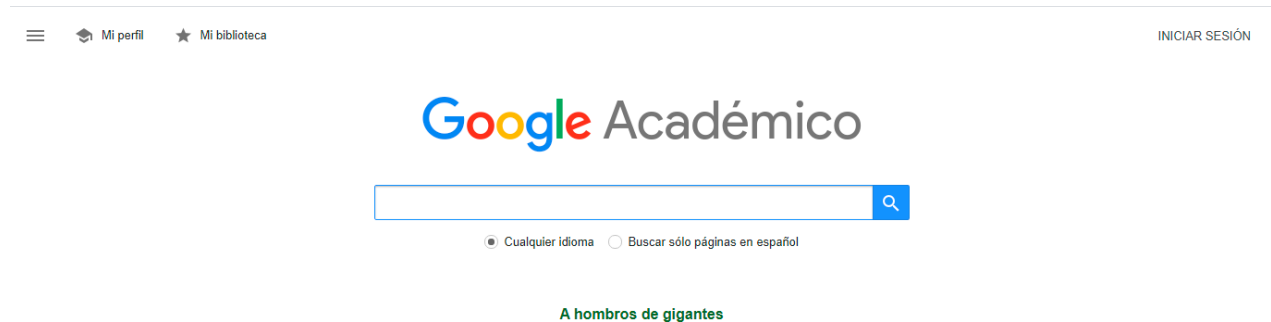 Mi perfil Mi biblioteca INICIAR SESIÓN
Google Académico
Cualquier idioma Buscar sólo páginas en español
A hombros de gigantes